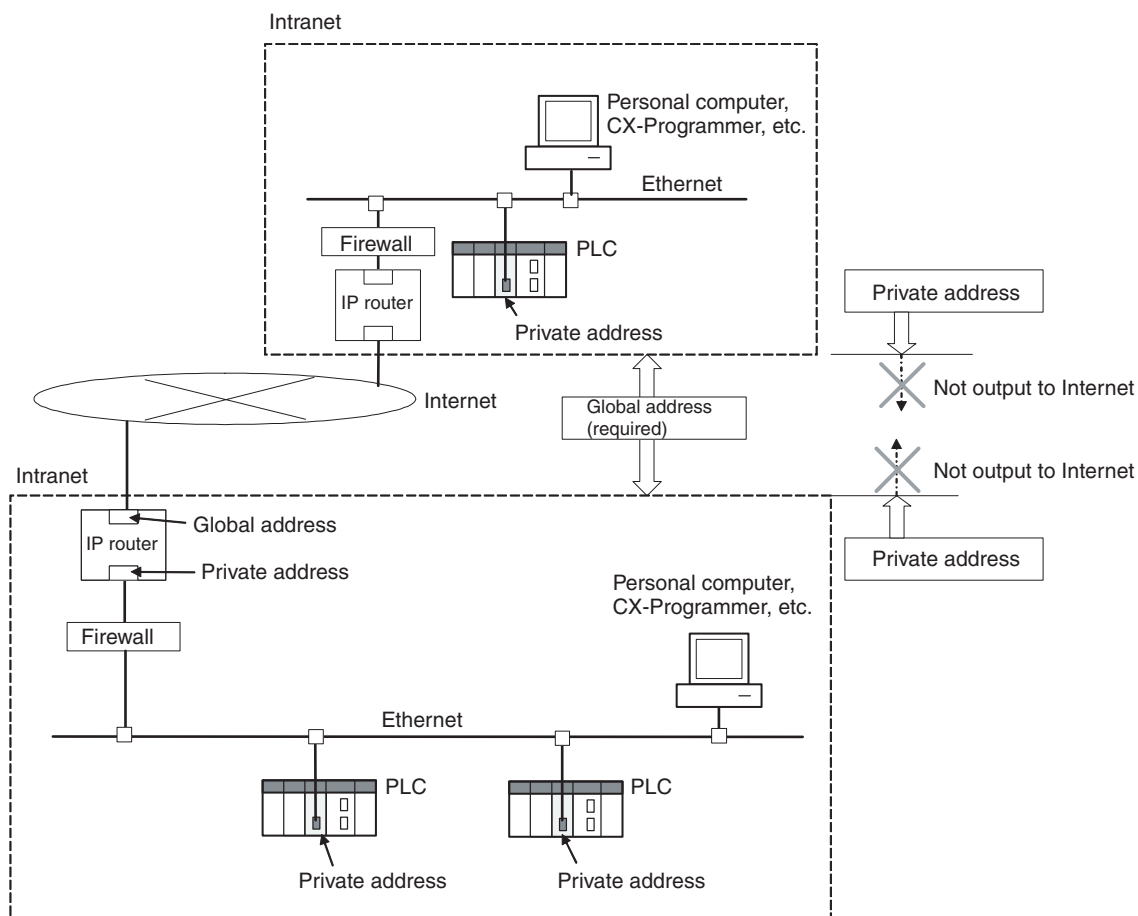 Intranet
Personal computer,
CX-Programmer, etc.
Ethernet
Firewall
PLC
IP router
Private address
Private address
Internet
Global address
(required)
Not output to Internet
Not output to Internet
Intranet
Global address
IP router
Private address
Private address
Personal computer,
CX-Programmer, etc.
Firewall
Ethernet
PLC
PLC
Private address
Private address